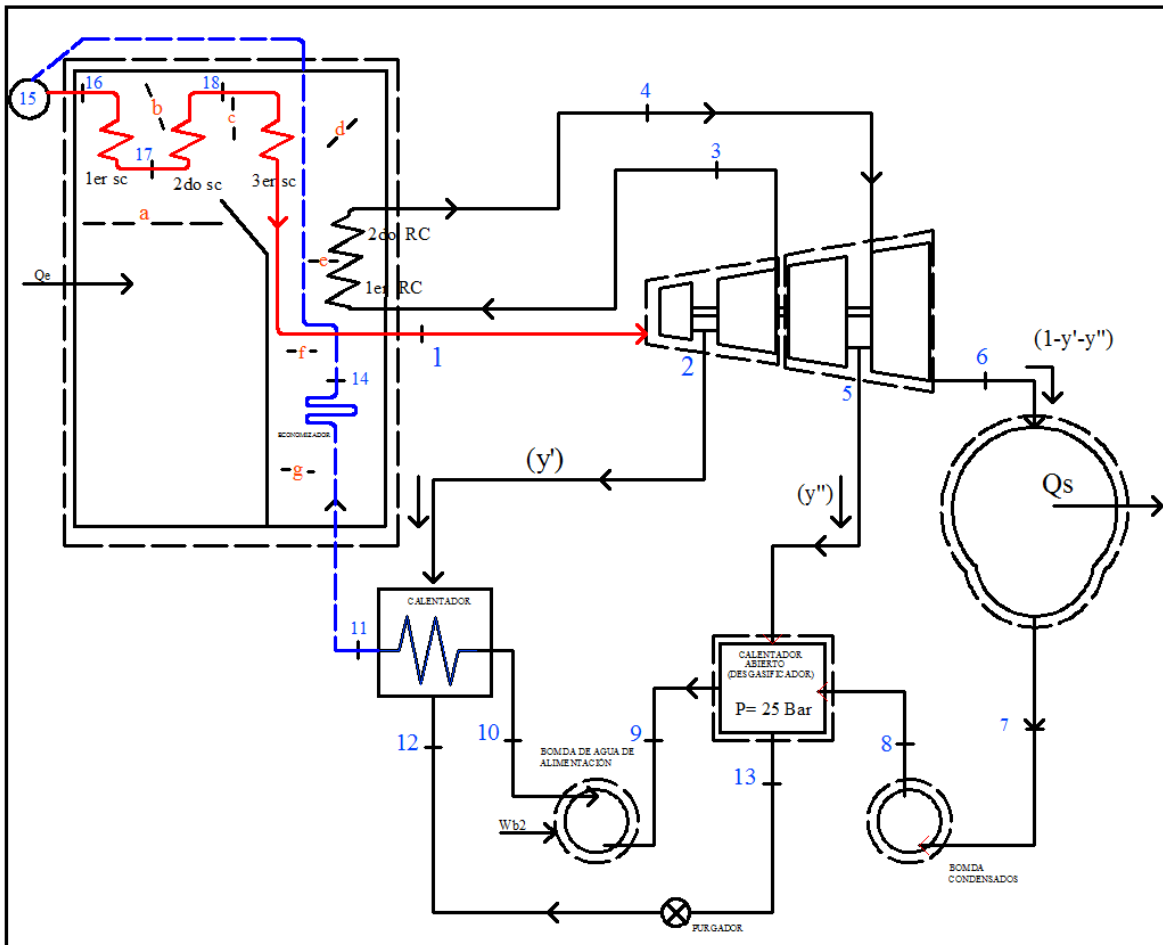 15
16
b
18
c
d
17
1er sc
2do sc
3er sc
a
Qe
4
3
2do RC
e
1er RC
f
1
14
ECONOMIZADOR
g
2
5
6
(1-y'-y")
Qs
(y')
(y")
CALENTADOR
11
12
10
9
BOMDA DE AGUA DE
ALIMENTACIÓN
Wb2
CALENTADOR
ABIERTO
(DESGASIFICADOR)
P= 25 Bar
13
8
7
BOMDA
CONDENSADOS
PURGADOR